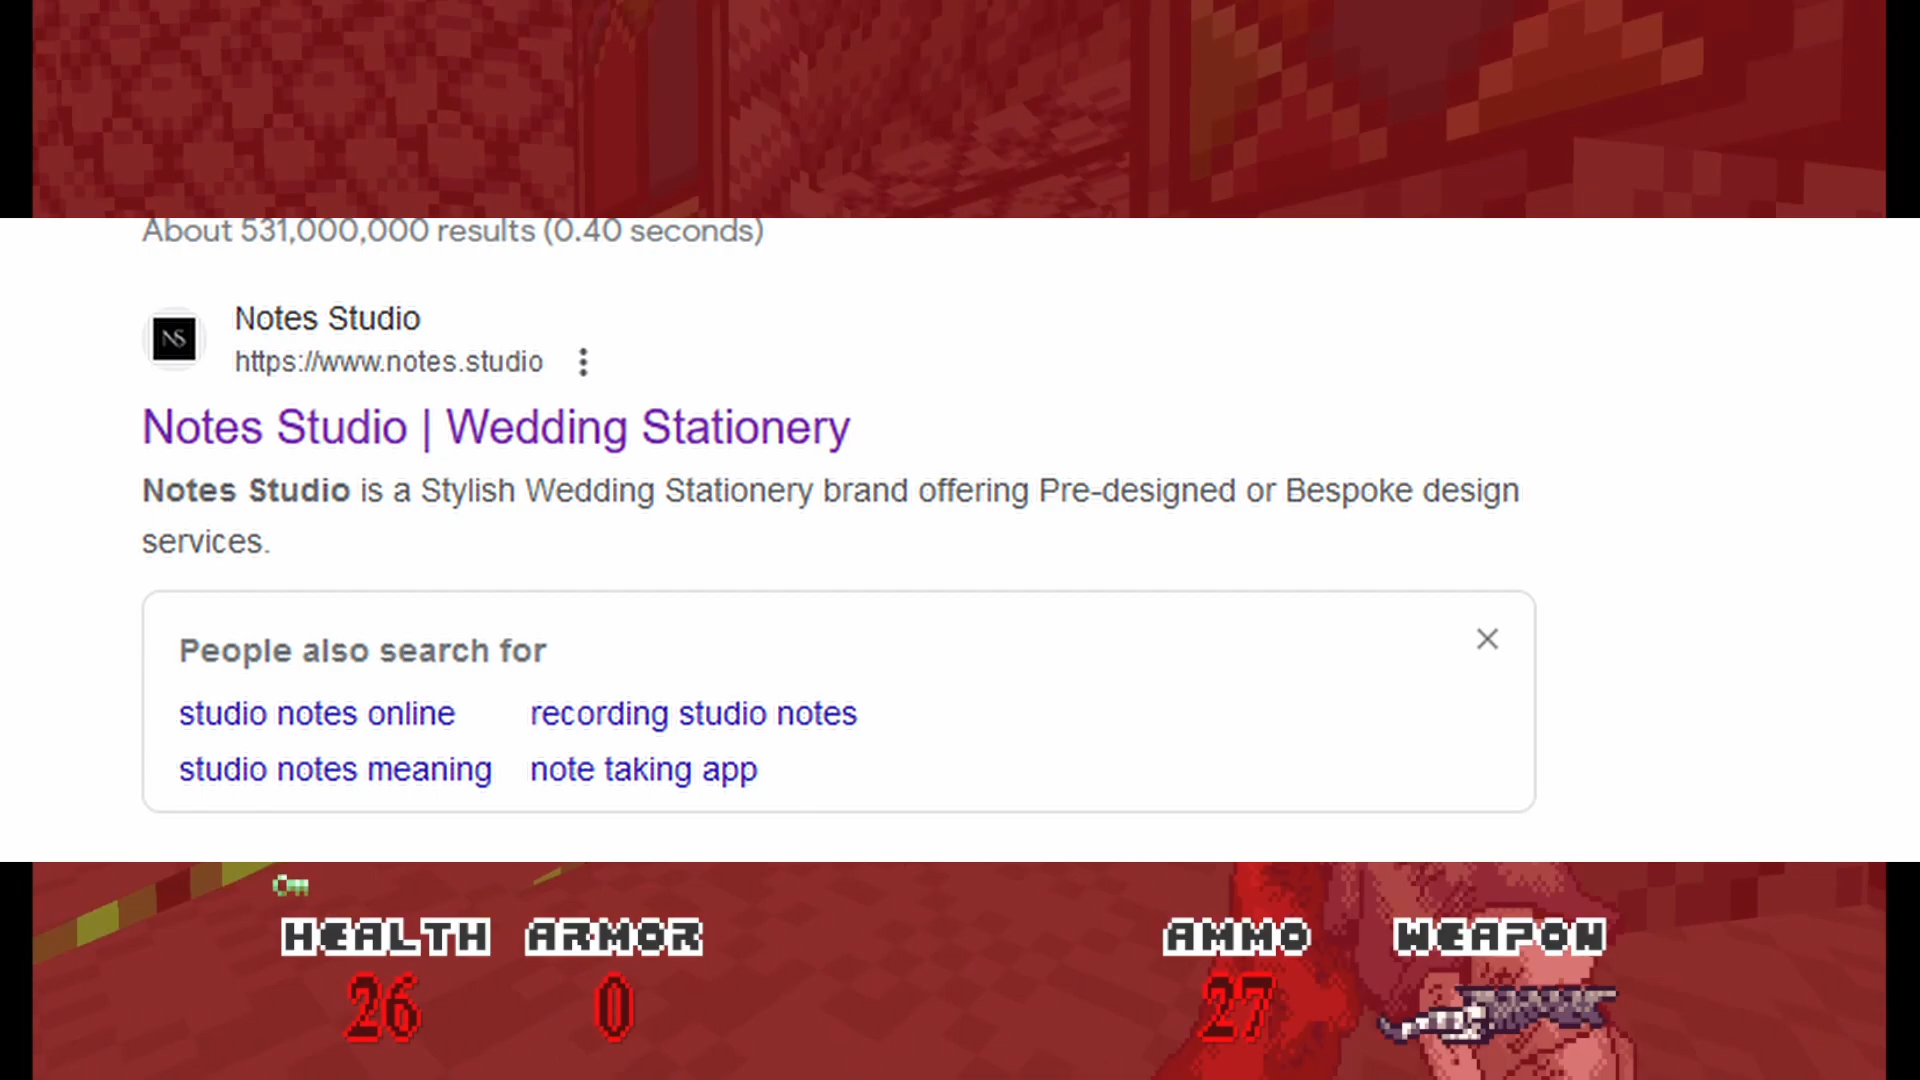 About 531,000,000 results (0.40 seconds)
NS
Notes Studio
https://www.notes.studio
Notes Studio | Wedding Stationery
Notes Studio is a Stylish Wedding Stationery brand offering Pre-designed or Bespoke design
services.
People also search for
studio notes online recording studio notes
studio notes meaning note taking app
HEALTH ARMOR AMMO WEAPON
26 0 27